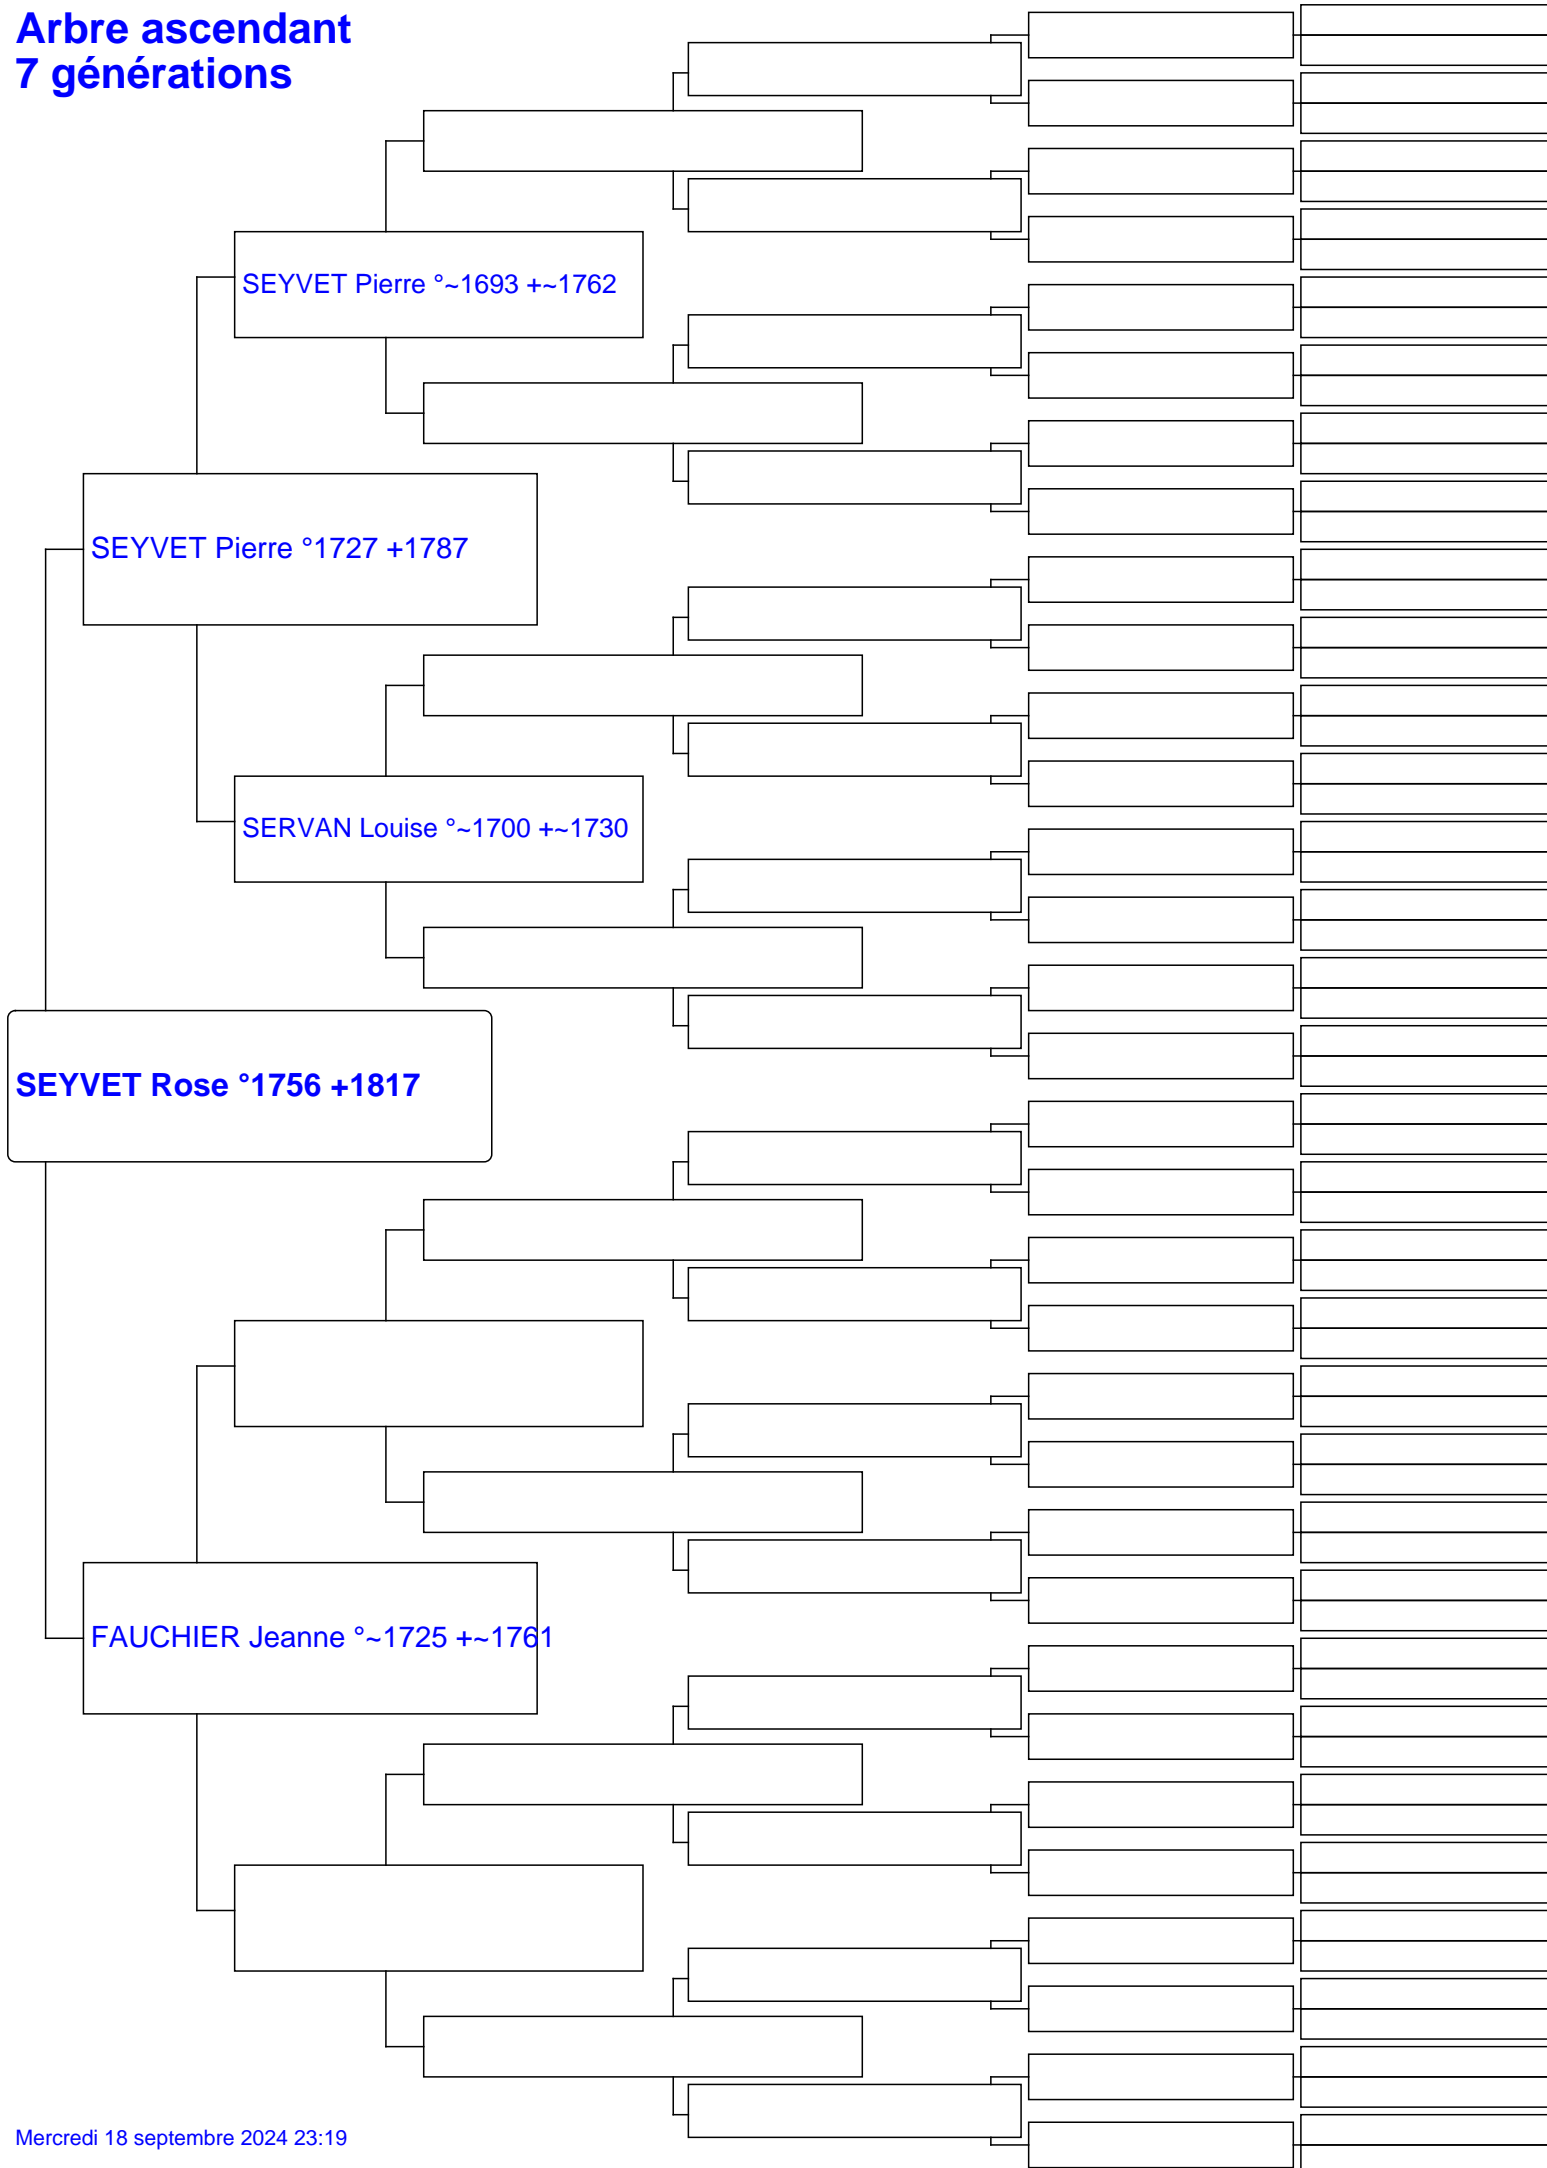 Arbre ascendant
7 générations
SEYVET Pierre °~1693 +~1762
SEYVET Pierre °1727 +1787
SERVAN Louise °~1700 +~1730
SEYVET Rose °1756 +1817
FAUCHIER Jeanne °~1725 +~1761
Mercredi 18 septembre 2024 23:19